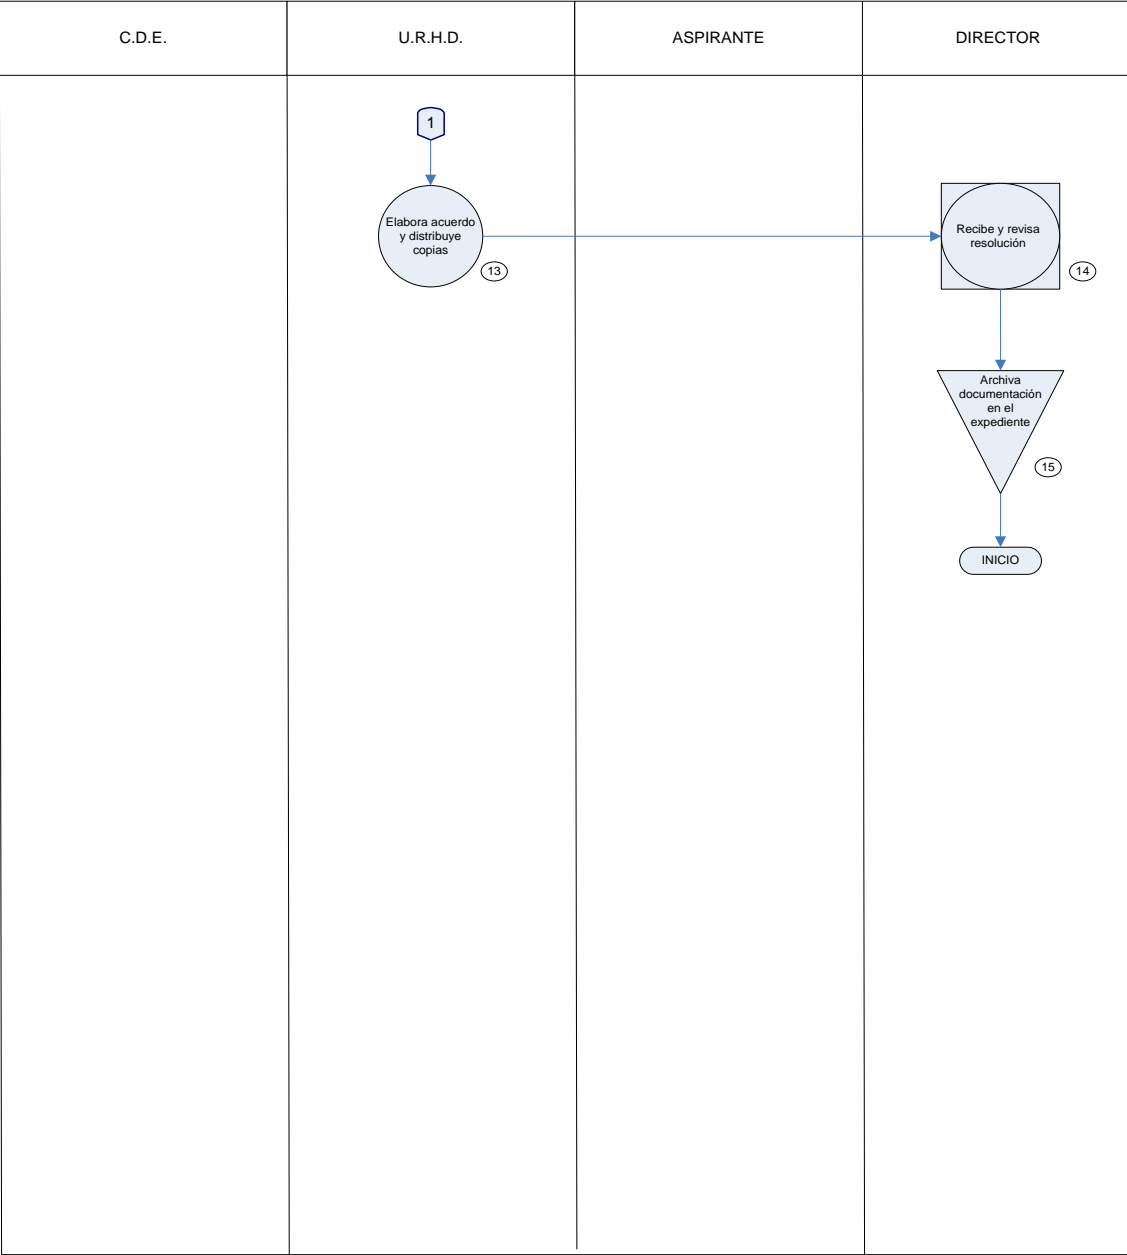 C.D.E.
U.R.H.D.
ASPIRANTE
DIRECTOR
1
Elabora acuerdo
y distribuye
copias
13
Recibe y revisa
resolución
14
Archiva
documentación
en el
expediente
15
INICIO